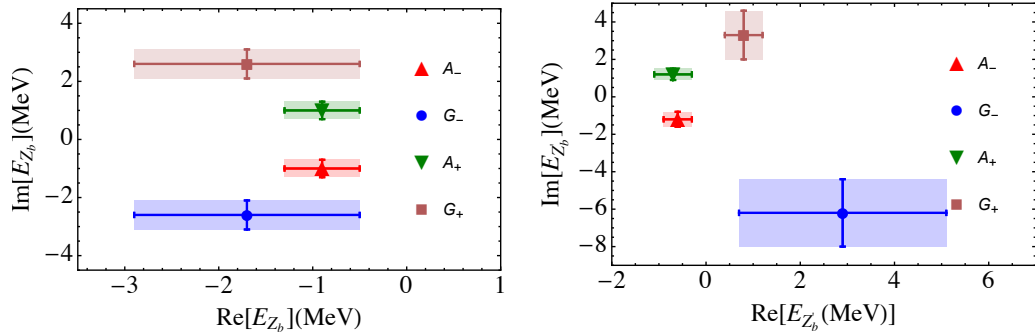 4
2
0
−2
−4
−3
−2
−1
0
1
Im[E_{Z_b}](MeV)
Re[E_{Z_b}](MeV)
A_−
G_−
A_+
G_+
4
2
0
−2
−4
−6
−8
−2
0
2
4
6
Im[E_{Z_b}](MeV)
Re[E_{Z_b}(MeV)]
A_−
G_−
A_+
G_+